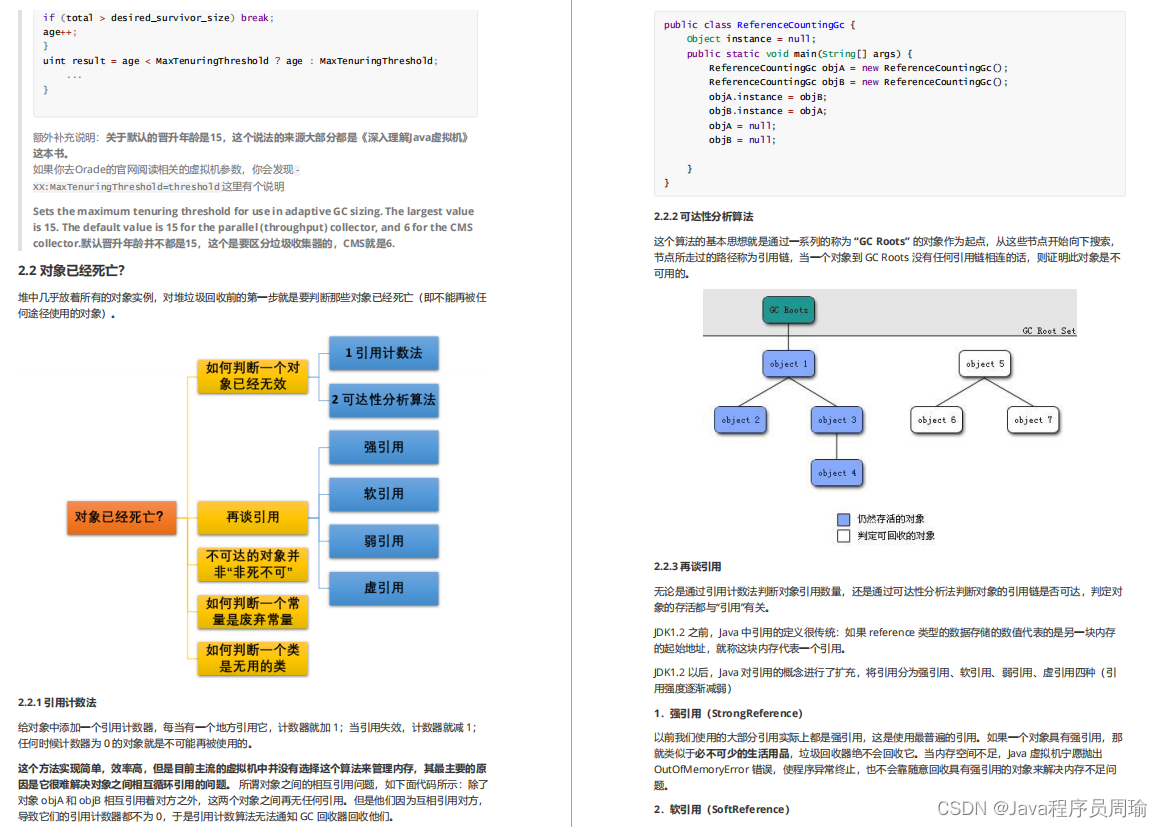 if (total > desired_survivor_size) break;
age++;
}
uint result = age < MaxTenuringThreshold ? age : MaxTenuringThreshold;
...
}
额外补充说明：关于默认的晋升年龄是15，这个说法的来源大部分都是《深入理解Java虚拟机》
这本书。
如果你去Orade的官网阅读相关的虚拟机参数，你会发现-
XX:MaxTenuringThreshold=threshold这里有个说明
Sets the maximum tenuring threshold for use in adaptive GC sizing. The largest value
is 15. The default value is 15 for the parallel (throughput) collector, and 6 for the CMS
collector.默认晋升年龄并不都是15，这个是要区分垃圾收集器的，CMS就是6.
2.2 对象已经死亡？
堆中几乎放着所有的对象实例，对堆垃圾回收前的第一步就是要判断那些对象已经死亡（即不能再被任
何途径使用的对象）。
对象已经死亡？
如何判断一个对
象已经无效
1 引用计数法
2 可达性分析算法
再谈引用
强引用
软引用
弱引用
虚引用
不可达的对象并
非“非死不可”
如何判断一个常
量是废弃常量
如何判断一个类
是无用的类
2.2.1 引用计数法
给对象中添加一个引用计数器，每当有一个地方引用它，计数器就加 1；当引用失效，计数器就减 1；
任何时候计数器为 0 的对象就是不可能再被使用的。
这个方法实现简单，效率高，但是目前主流的虚拟机中并没有选择这个算法来管理内存，其最主要的原
因是它很难解决对象之间相互循环引用的问题。 所谓对象之间的相互引用问题，如下面代码所示：除了
对象 objA 和 objB 相互引用着对方之外，这两个对象之间再无任何引用。但是他们因为互相引用对方，
导致它们的引用计数器都不为 0，于是引用计数算法无法通知 GC 回收器回收他们。
public class ReferenceCountingGc {
Object instance = null;
public static void main(String[] args) {
ReferenceCountingGc objA = new ReferenceCountingGc();
ReferenceCountingGc objB = new ReferenceCountingGc();
objA.instance = objB;
objB.instance = objA;
objA = null;
objB = null;
}
}
2.2.2 可达性分析算法
这个算法的基本思想就是通过一系列的称为 “GC Roots” 的对象作为起点，从这些节点开始向下搜索，
节点所走过的路径称为引用链，当一个对象到 GC Roots 没有任何引用链相连的话，则证明此对象是不
可用的。
GC Roots
GC Root Set
object 1
object 5
object 2
object 3
object 6
object 7
object 4
仍然存活的对象
判定可回收的对象
2.2.3 再谈引用
无论是通过引用计数法判断对象引用数量，还是通过可达性分析法判断对象的引用链是否可达，判定对
象的存活都与“引用”有关。
JDK1.2 之前，Java 中引用的定义很传统：如果 reference 类型的数据存储的数值代表的是另一块内存
的起始地址，就称这块内存代表一个引用。
JDK1.2 以后，Java 对引用的概念进行了扩充，将引用分为强引用、软引用、弱引用、虚引用四种（引
用强度逐渐减弱）
1．强引用（StrongReference）
以前我们使用的大部分引用实际上都是强引用，这是使用最普遍的引用。如果一个对象具有强引用，那
就类似于必不可少的生活用品，垃圾回收器绝不会回收它。当内存空间不足，Java 虚拟机宁愿抛出
OutOfMemoryError 错误，使程序异常终止，也不会靠随意回收具有强引用的对象来解决内存不足问
题。
2．软引用（SoftReference）
CSDN @Java程序员周瑜